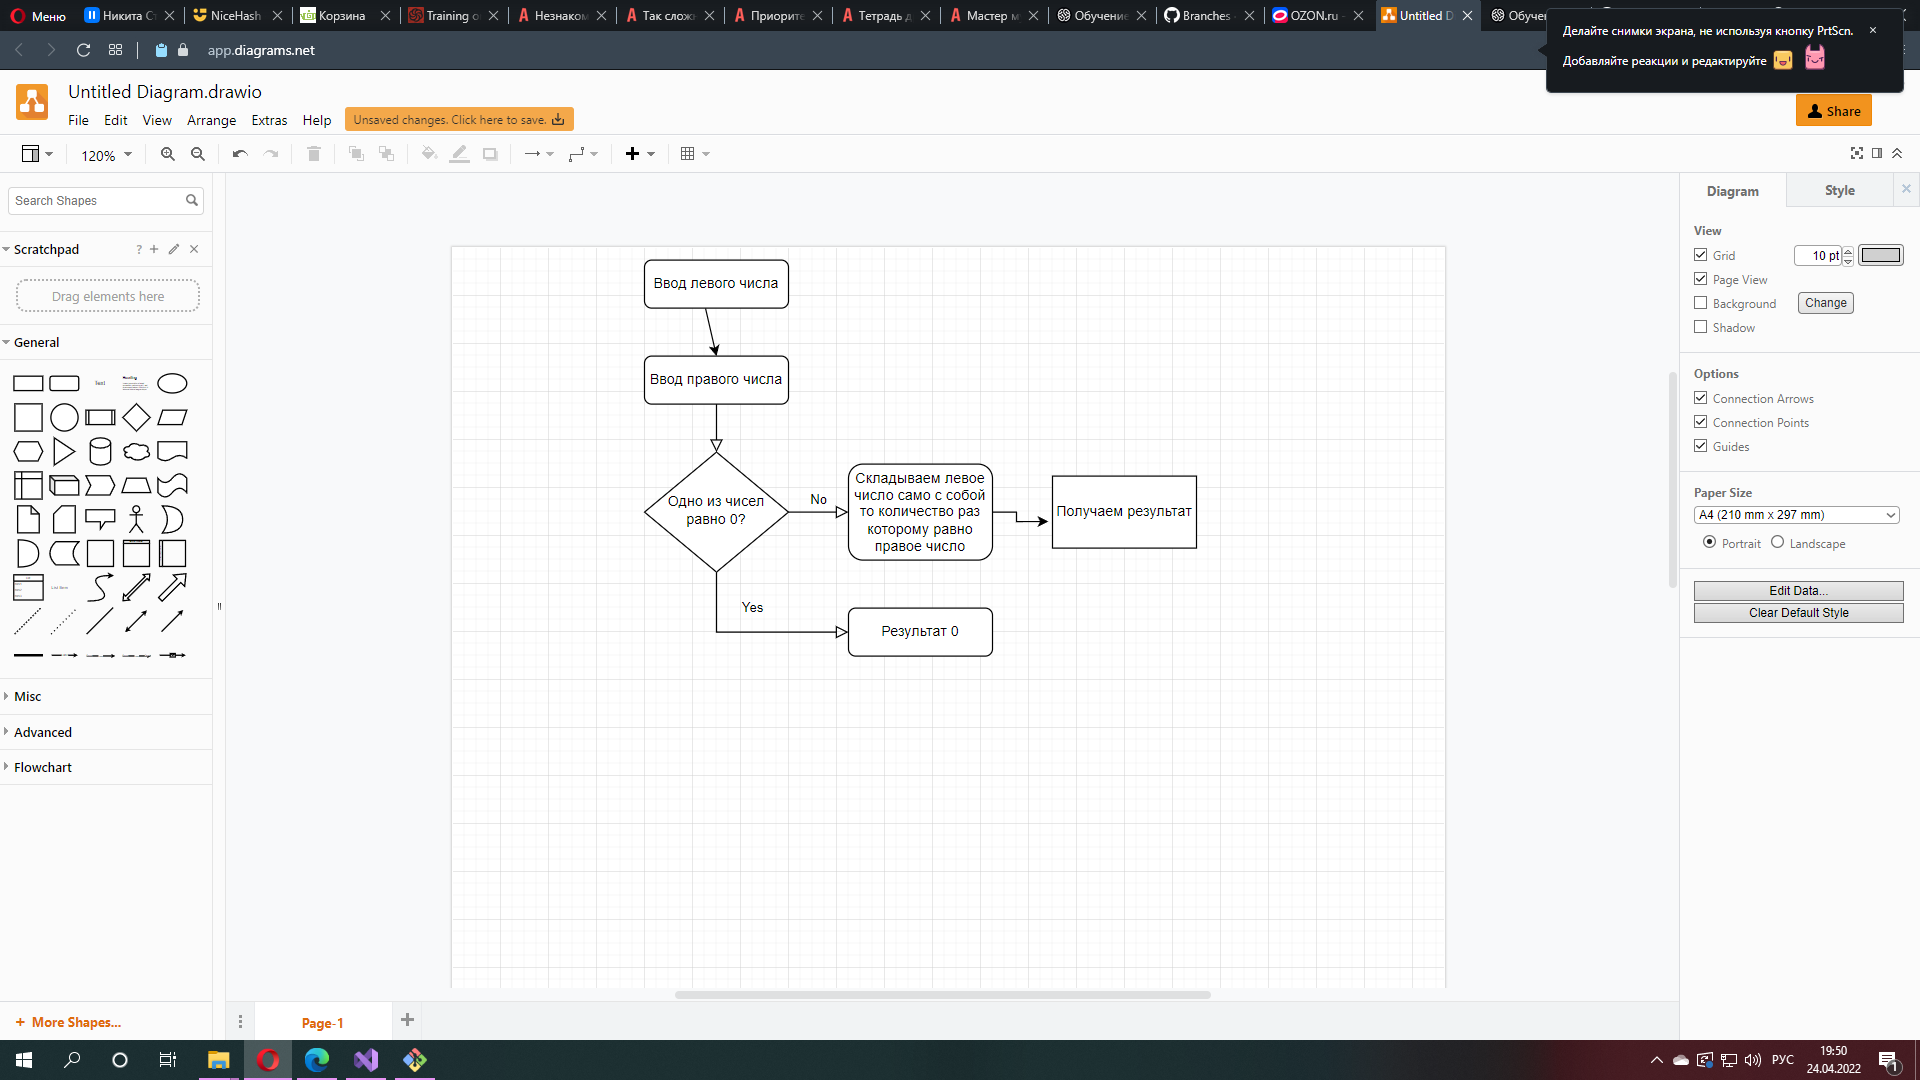 Меню
Никита Ст
NiceHash
Корзина
Training o
Незнаком
Так слож
Приорите
Тетрадь д
Мастер м
Обучение
Branches ·
OZON.ru -
Untitled D
Обучен
app.diagrams.net
Делайте снимки экрана, не используя кнопку PrtScn.
Добавляйте реакции и редактируйте
Untitled Diagram.drawio
File Edit View Arrange Extras Help
Unsaved changes. Click here to save.
Share
120%
Search Shapes
Scratchpad
?
Drag elements here
General
Text
Misc
Advanced
Flowchart
+ More Shapes...
Ввод левого числа
Ввод правого числа
Одно из чисел
равно 0?
No
Складываем левое
число само с собой
то количество раз
которому равно
правое число
Получаем результат
Yes
Результат 0
Page-1
Diagram
Style
View
Grid
10 pt
Page View
Background
Change
Shadow
Options
Connection Arrows
Connection Points
Guides
Paper Size
A4 (210 mm x 297 mm)
Portrait
Landscape
Edit Data...
Clear Default Style
РУС
19:50
24.04.2022
1